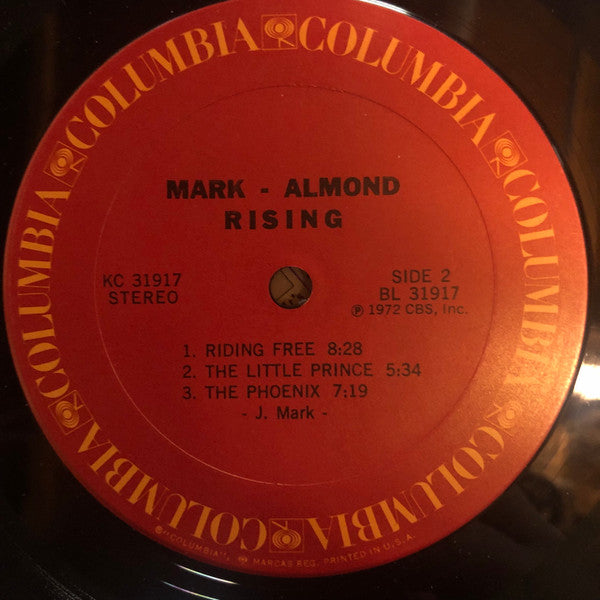 COLUMBIA COLUMBIA COLUMBIA COLUMBIA COLUMBIA COLUMBIA
MARK - ALMOND
RISING
KC 31917
STEREO
SIDE 2
BL 31917
℗ 1972 CBS, Inc.
1. RIDING FREE 8:28
2. THE LITTLE PRINCE 5:34
3. THE PHOENIX 7:19
- J. Mark -
®"COLUMBIA", Ⓜ MARCAS REG. PRINTED IN U.S.A.